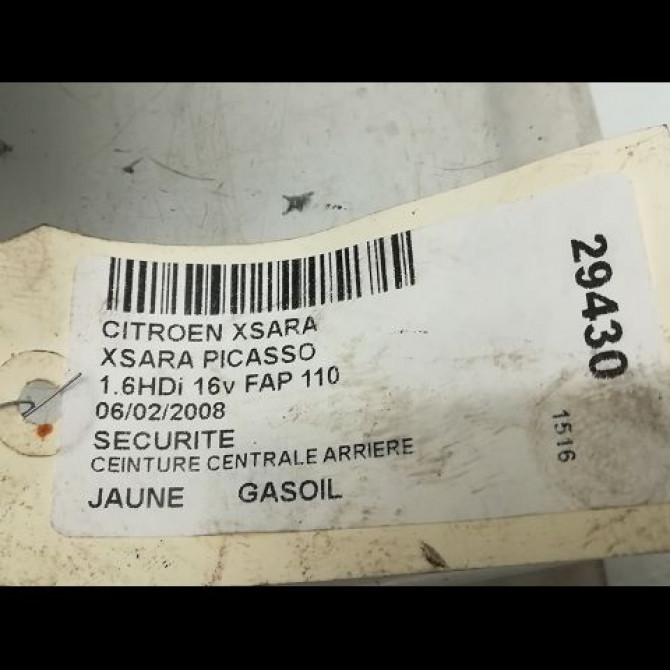 CITROEN XSARA
XSARA PICASSO
1.6HDi 16v FAP 110
06/02/2008
SECURITE
CEINTURE CENTRALE ARRIERE
JAUNE GASOIL
29430
1516